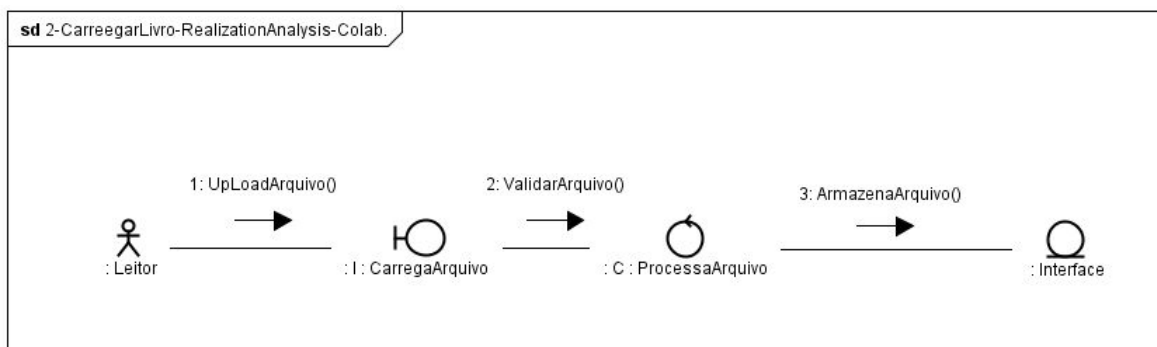 sd 2-CarreegarLivro-RealizationAnalysis-Colab.
1: UpLoadArquivo()
2: ValidarArquivo()
3: ArmazenaArquivo()
: Leitor
: I : CarregaArquivo
: C : ProcessaArquivo
: Interface